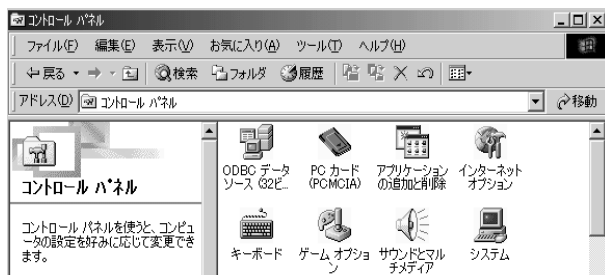 コントロール パネル
ファイル(F) 編集(E) 表示(V) お気に入り(A) ツール(T) ヘルプ(H)
戻る 検索 フォルダ 履歴
アドレス(D) コントロール パネル 移動
コントロール パネル
コントロール パネルを使うと、コンピュ
ータの設定を好みに応じて変更でき
ます。
ODBC データ
ソース (32ビ...
PC カード
(PCMCIA)
アプリケーション
の追加と削除
インターネット
オプション
キーボード
ゲーム オプショ
ン
サウンドとマル
チメディア
システム